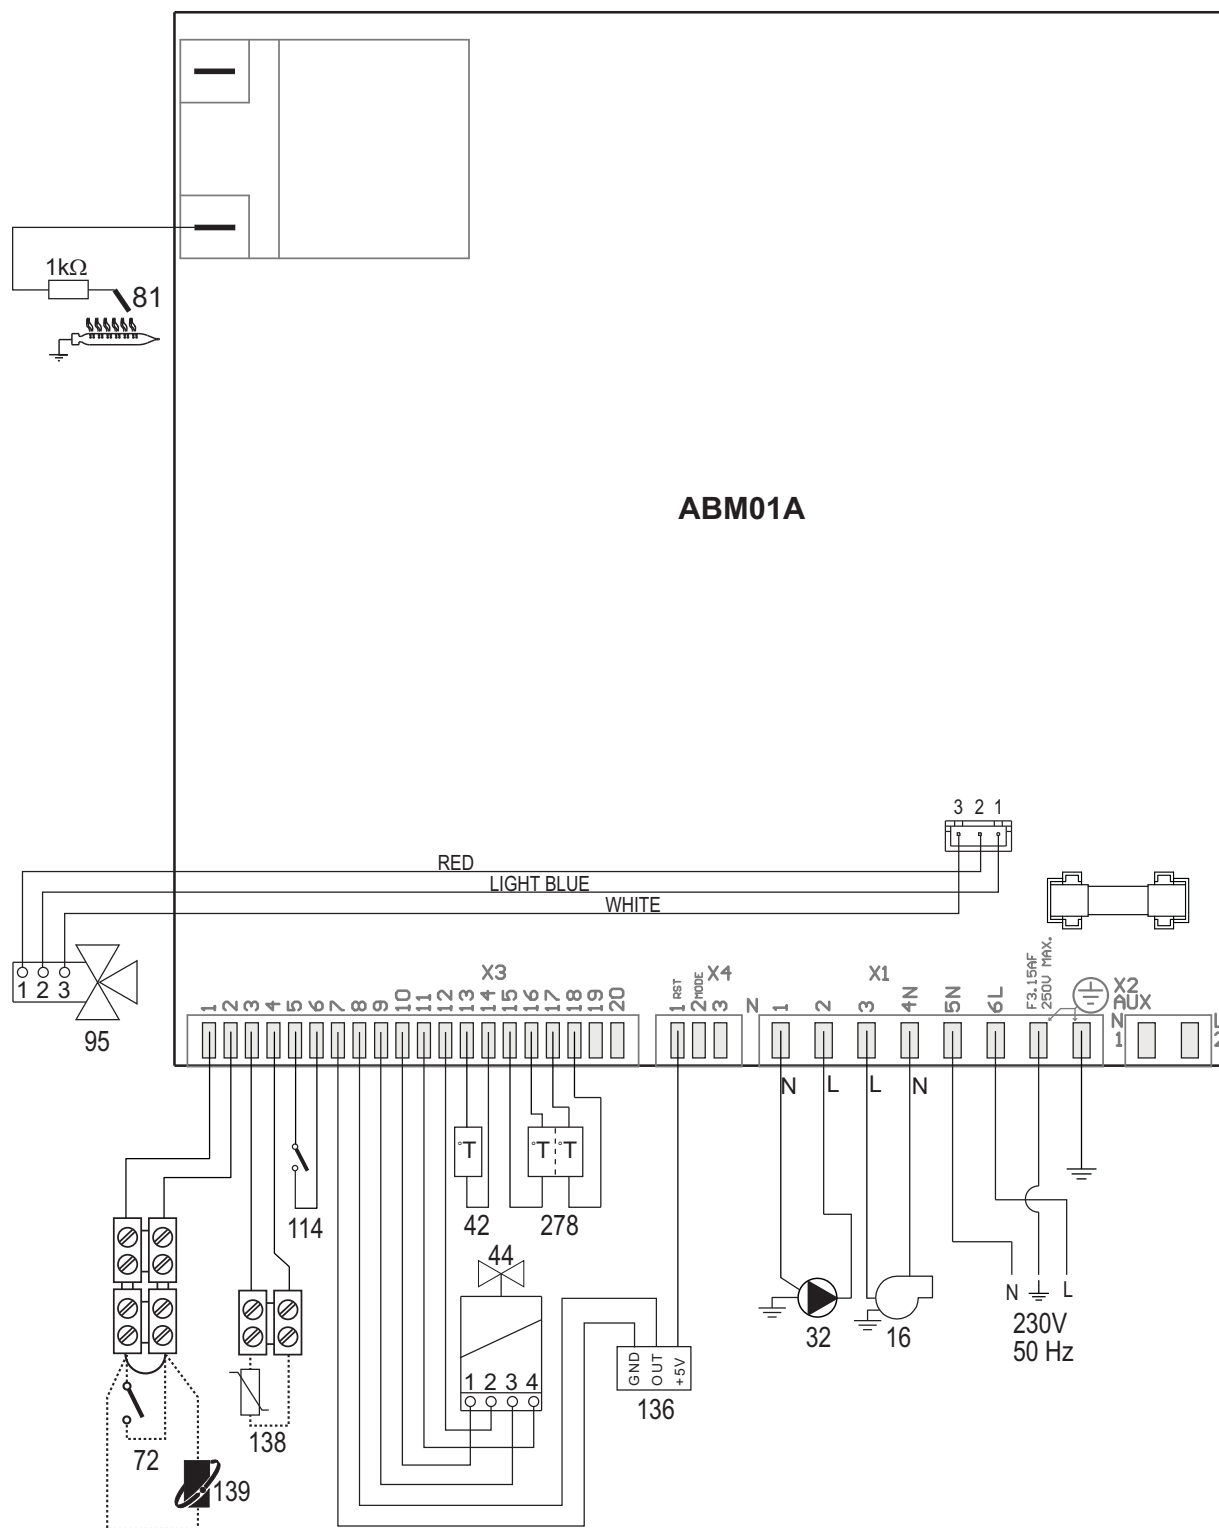 1kΩ
81
ABM01A
3 2 1
RED
LIGHT BLUE
WHITE
1 2 3
95
X3
1 2 3 4 5 6 7 8 9 10 11 12 13 14 15 16 17 18 19 20
X4
1 RST 2 MODE 3
X1
N 1 2 3 4N 5N 6L
F3.15AF
250V MAX.
X2
AUX
N L
1 2
N L L N
°T °T °T
114 42 278
44
N L
230V
50 Hz
32 16
GND OUT +5V
136
1 2 3 4
138
72
139